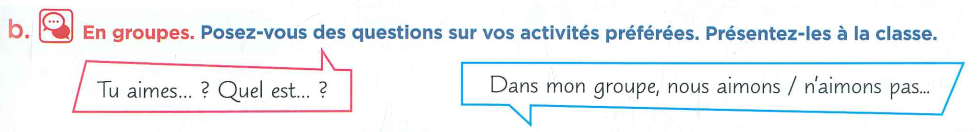 b. En groupes. Posez-vous des questions sur vos activités préférées. Présentez-les à la classe.
Tu aimes... ? Quel est... ?
Dans mon groupe, nous aimons / n'aimons pas...